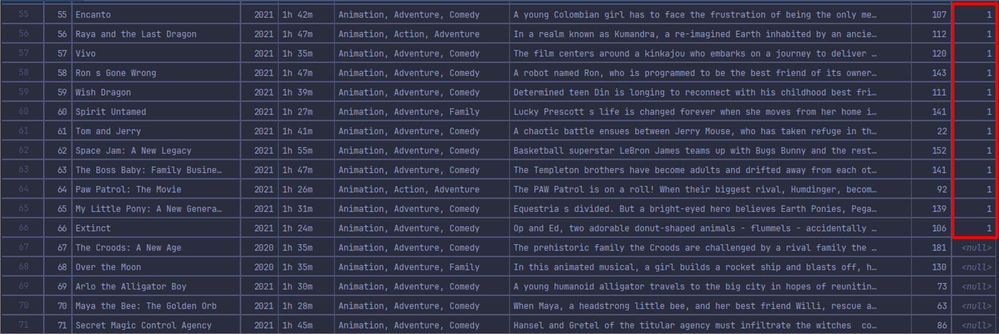 55 55 Encanto 2021 1h 42m Animation, Adventure, Comedy A young Colombian girl has to face the frustration of being the only me… 107 1
56 56 Raya and the Last Dragon 2021 1h 47m Animation, Action, Adventure In a realm known as Kumandra, a re-imagined Earth inhabited by an ancie… 112 1
57 57 Vivo 2021 1h 35m Animation, Adventure, Comedy The film centers around a kinkajou who embarks on a journey to deliver … 120 1
58 58 Ron s Gone Wrong 2021 1h 47m Animation, Adventure, Comedy A robot named Ron, who is programmed to be the best friend of its owner… 143 1
59 59 Wish Dragon 2021 1h 39m Animation, Adventure, Comedy Determined teen Din is longing to reconnect with his childhood best fri… 111 1
60 60 Spirit Untamed 2021 1h 27m Animation, Adventure, Family Lucky Prescott s life is changed forever when she moves from her home i… 141 1
61 61 Tom and Jerry 2021 1h 41m Animation, Adventure, Comedy A chaotic battle ensues between Jerry Mouse, who has taken refuge in th… 22 1
62 62 Space Jam: A New Legacy 2021 1h 55m Animation, Adventure, Comedy Basketball superstar LeBron James teams up with Bugs Bunny and the rest… 152 1
63 63 The Boss Baby: Family Busine… 2021 1h 47m Animation, Adventure, Comedy The Templeton brothers have become adults and drifted away from each ot… 141 1
64 64 Paw Patrol: The Movie 2021 1h 26m Animation, Action, Adventure The PAW Patrol is on a roll! When their biggest rival, Humdinger, becom… 92 1
65 65 My Little Pony: A New Genera… 2021 1h 31m Animation, Adventure, Comedy Equestria s divided. But a bright-eyed hero believes Earth Ponies, Pega… 139 1
66 66 Extinct 2021 1h 24m Animation, Adventure, Comedy Op and Ed, two adorable donut-shaped animals - flummels - accidentally … 106 1
67 67 The Croods: A New Age 2020 1h 35m Animation, Adventure, Comedy The prehistoric family the Croods are challenged by a rival family the … 181 <null>
68 68 Over the Moon 2020 1h 35m Animation, Adventure, Family In this animated musical, a girl builds a rocket ship and blasts off, h… 130 <null>
69 69 Arlo the Alligator Boy 2021 1h 30m Animation, Adventure, Comedy A young humanoid alligator travels to the big city in hopes of reunitin… 73 <null>
70 70 Maya the Bee: The Golden Orb 2021 1h 28m Animation, Adventure, Comedy When Maya, a headstrong little bee, and her best friend Willi, rescue a… 63 <null>
71 71 Secret Magic Control Agency 2021 1h 45m Animation, Adventure, Comedy Hansel and Gretel of the titular agency must infiltrate the witches  co… 86 <null>